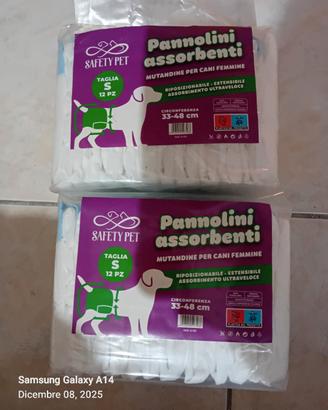 SAFETY PET
Pannolini
assorbenti
MUTANDINE PER CANI FEMMINE
TAGLIA
S
12 PZ
RIPOSIZIONABILE - ESTENSIBILE
ASSORBIMENTO ULTRAVELOCE
CIRCONFERENZA
33-48 cm
SAFETY PET
Pannolini
assorbenti
MUTANDINE PER CANI FEMMINE
TAGLIA
S
12 PZ
RIPOSIZIONABILE - ESTENSIBILE
ASSORBIMENTO ULTRAVELOCE
CIRCONFERENZA
33-48 cm
Samsung Galaxy A14
Dicembre 08, 2025